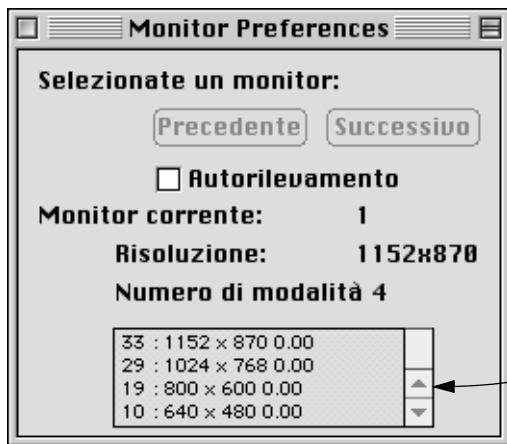 Monitor Preferences
Selezionate un monitor:
Precedente Successivo
Autorilevamento
Monitor corrente: 1
Risoluzione: 1152x870
Numero di modalità 4
33 : 1152 x 870 0.00
29 : 1024 x 768 0.00
19 : 800 x 600 0.00
10 : 640 x 480 0.00